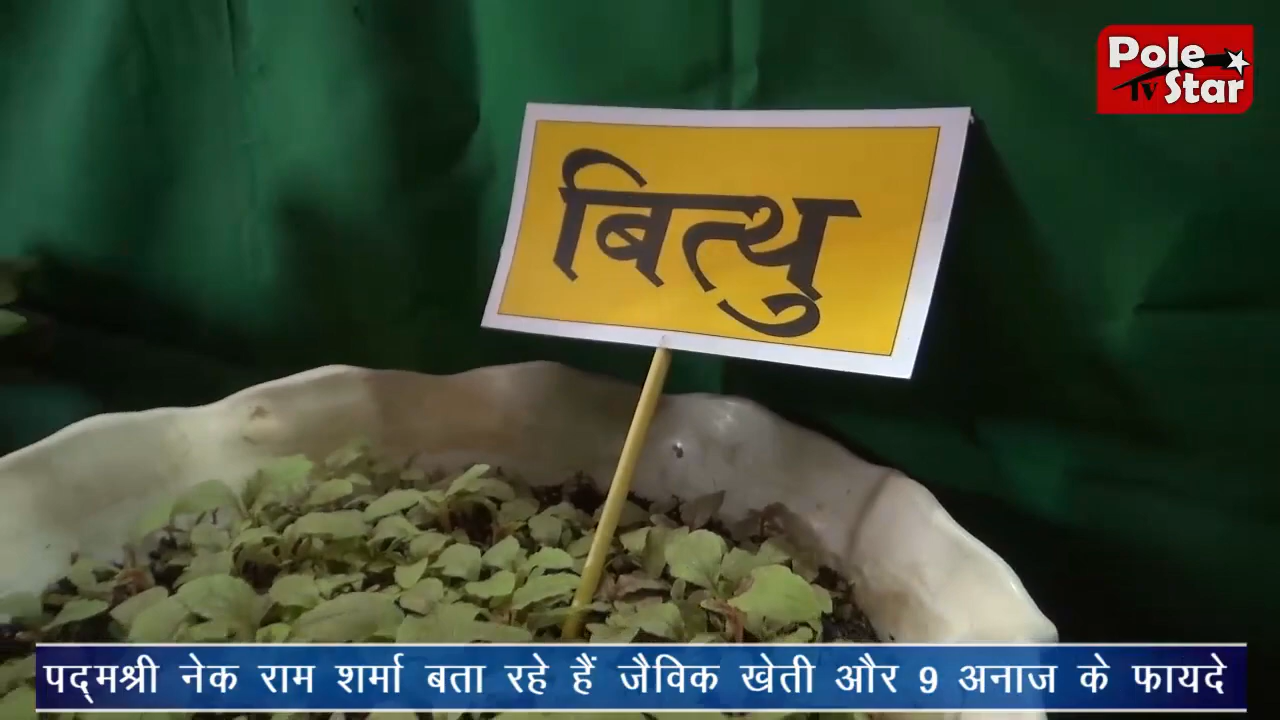 Pole
Tv Star
बित्थु
पद्मश्री नेक राम शर्मा बता रहे हैं जैविक खेती और 9 अनाज के फायदे